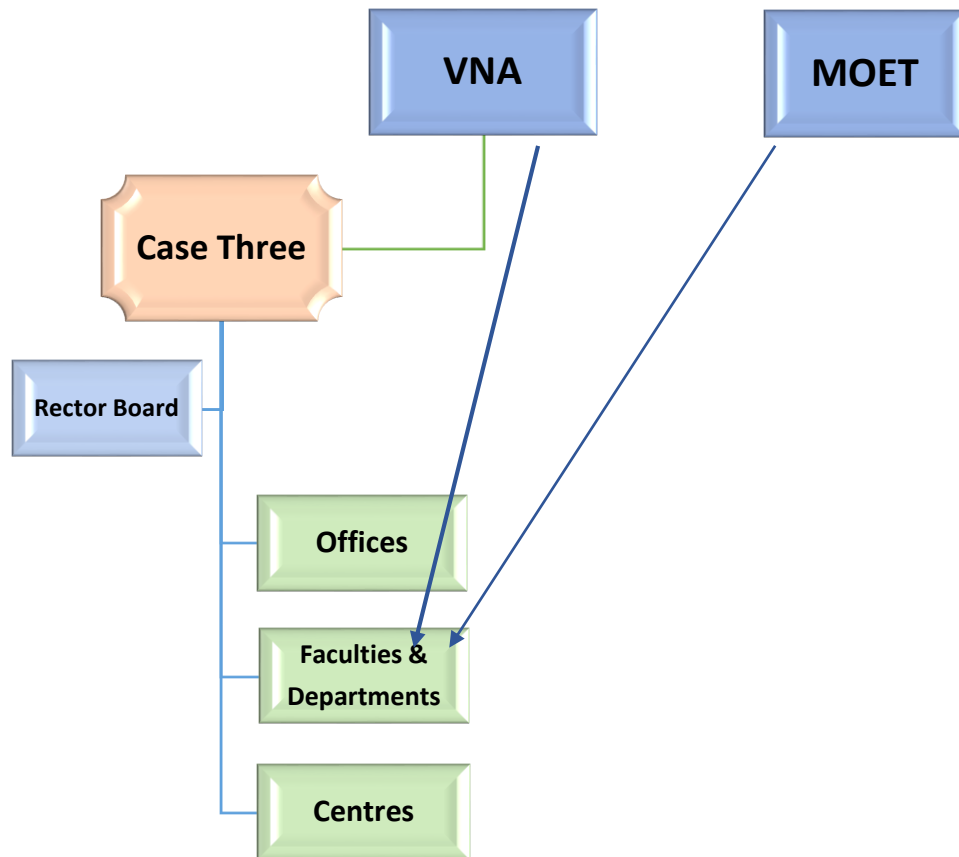 VNA
MOET
Case Three
Rector Board
Offices
Faculties &
Departments
Centres